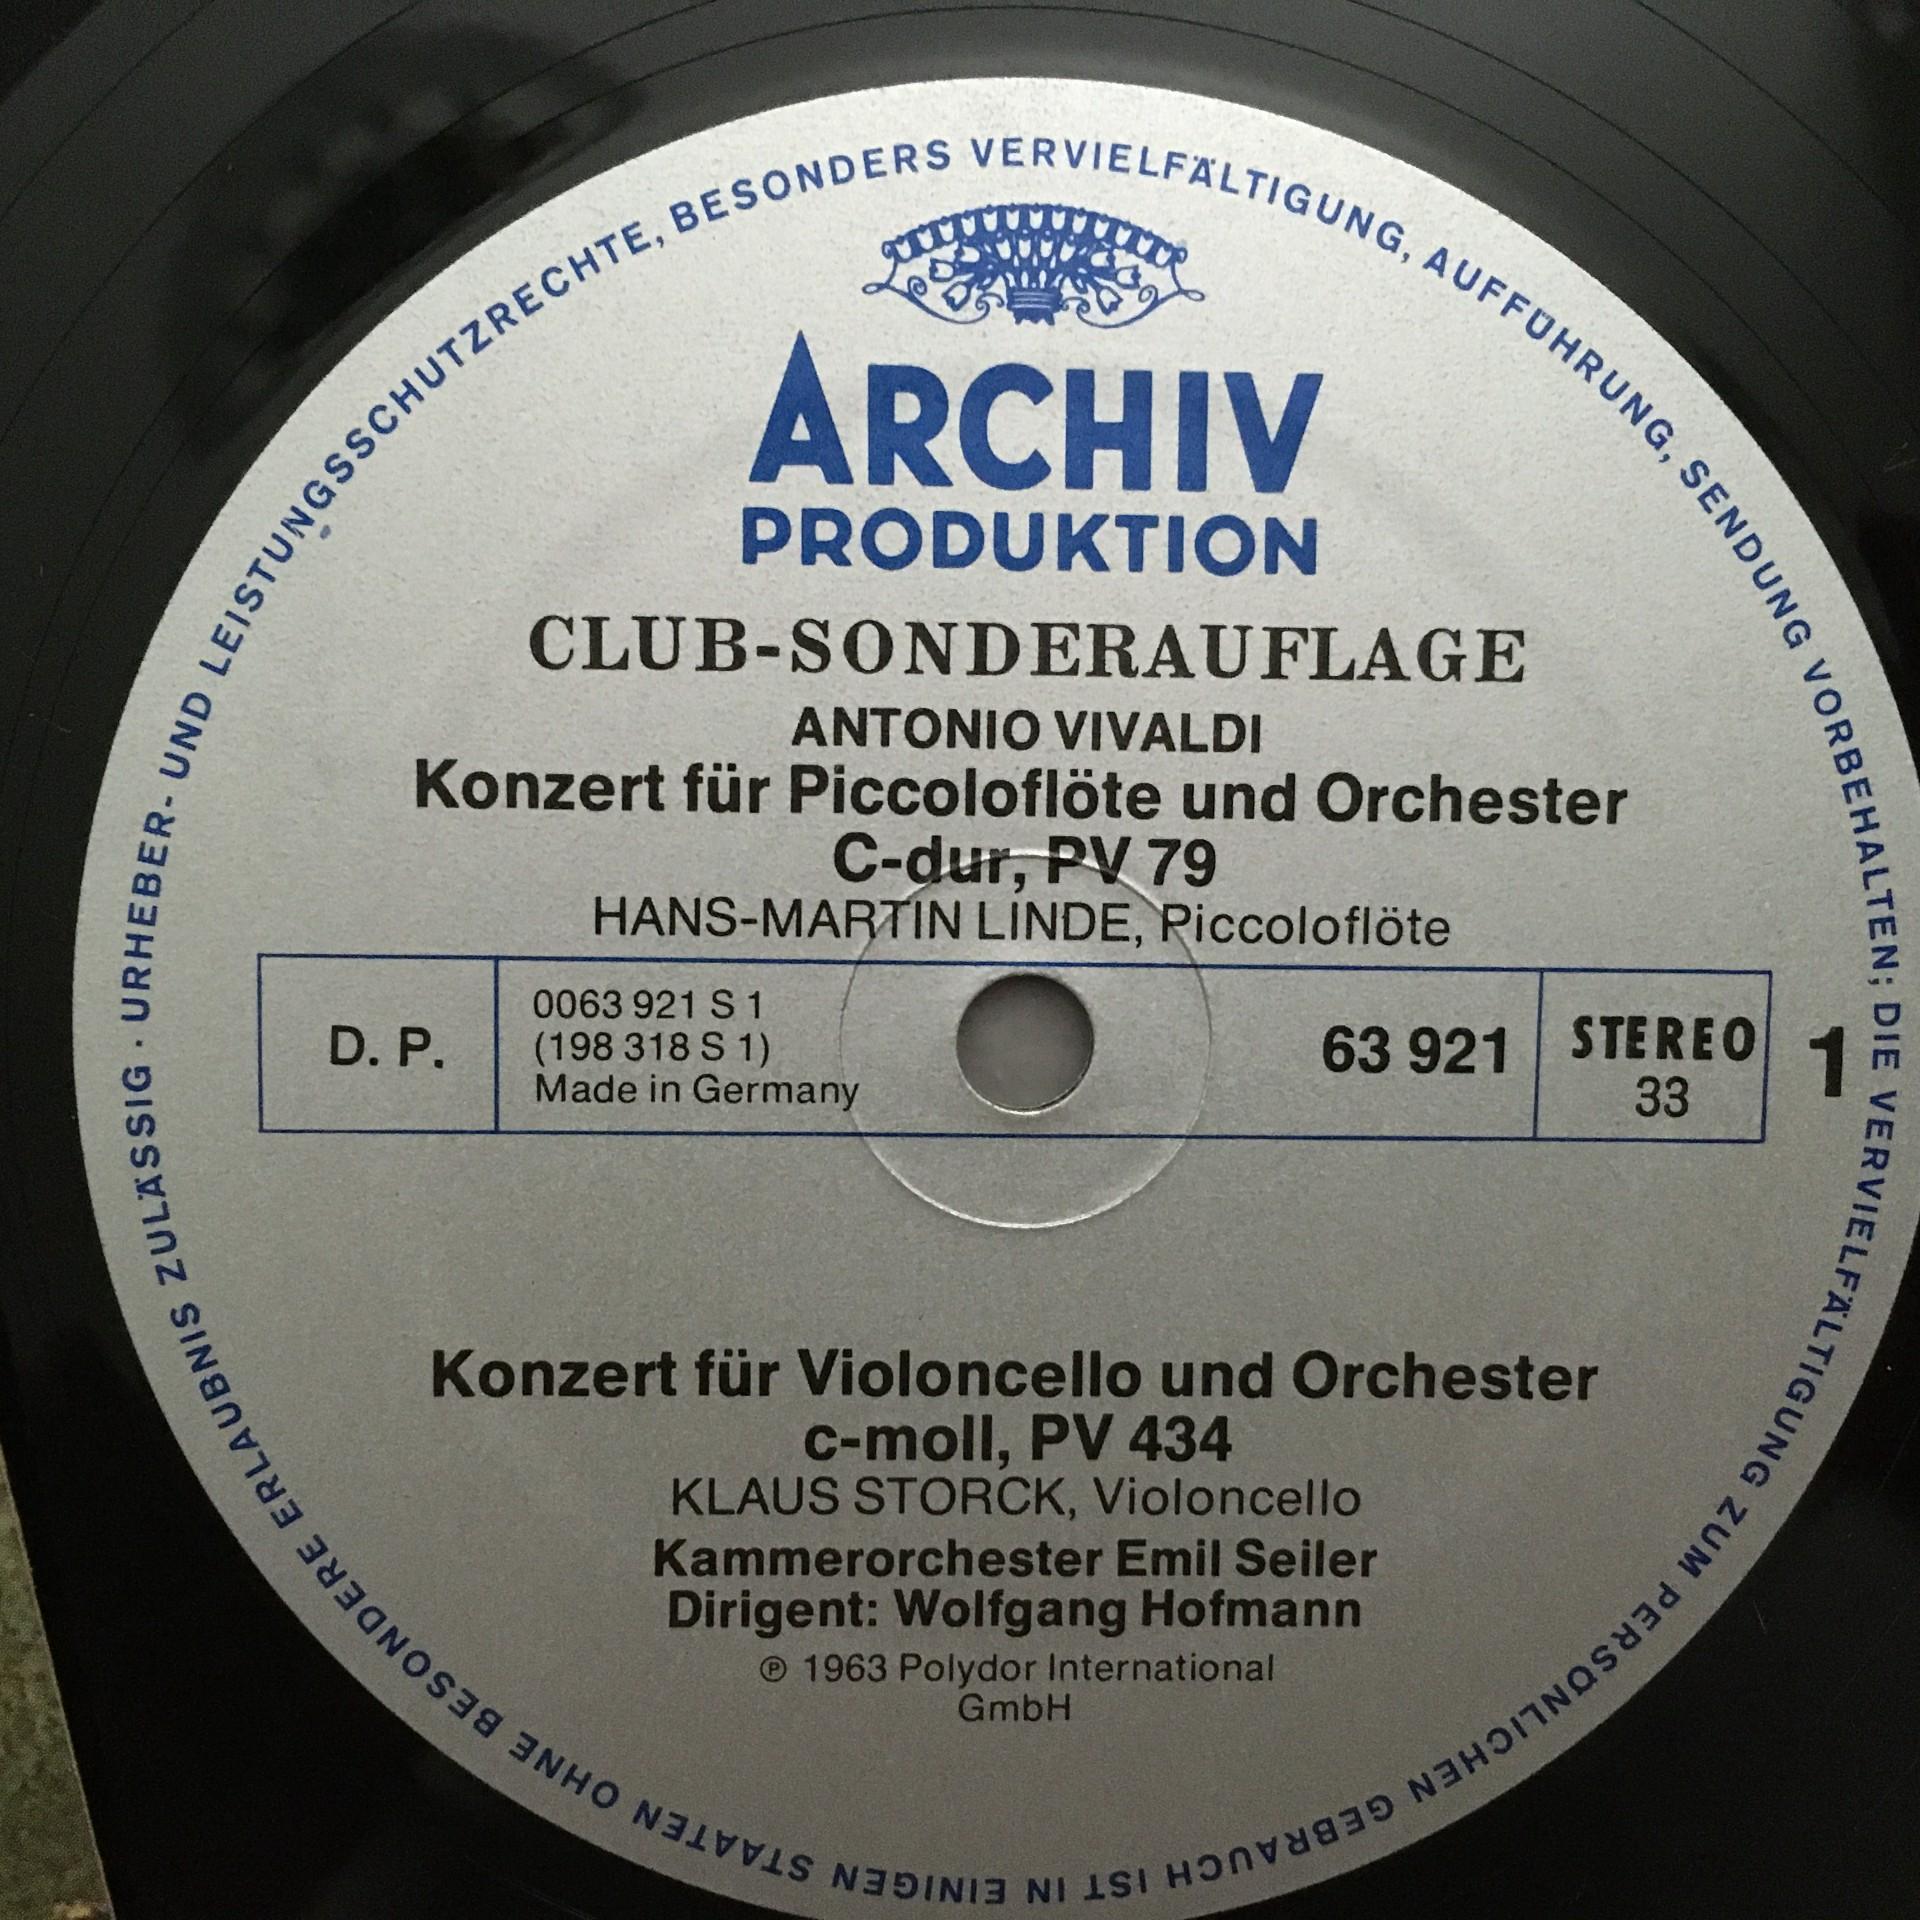 URHEBER- UND LEISTUNGSSCHUTZRECHTE, BESONDERS VERVIELFÄLTIGUNG, AUFFÜHRUNG, SENDUNG VORBEHALTEN; DIE VERVIELFÄLTIGUNG ZUM PERSÖNLICHEN GEBRAUCH IST IN EINIGEN STAATEN OHNE BESONDERE ERLAUBNIS ZULÄSSIG ·
ARCHIV
PRODUKTION
CLUB-SONDERAUFLAGE
ANTONIO VIVALDI
Konzert für Piccoloflöte und Orchester
C-dur, PV 79
HANS-MARTIN LINDE, Piccoloflöte
D. P.
0063 921 S 1
(198 318 S 1)
Made in Germany
63 921
STEREO
33
1
Konzert für Violoncello und Orchester
c-moll, PV 434
KLAUS STORCK, Violoncello
Kammerorchester Emil Seiler
Dirigent: Wolfgang Hofmann
℗ 1963 Polydor International
GmbH